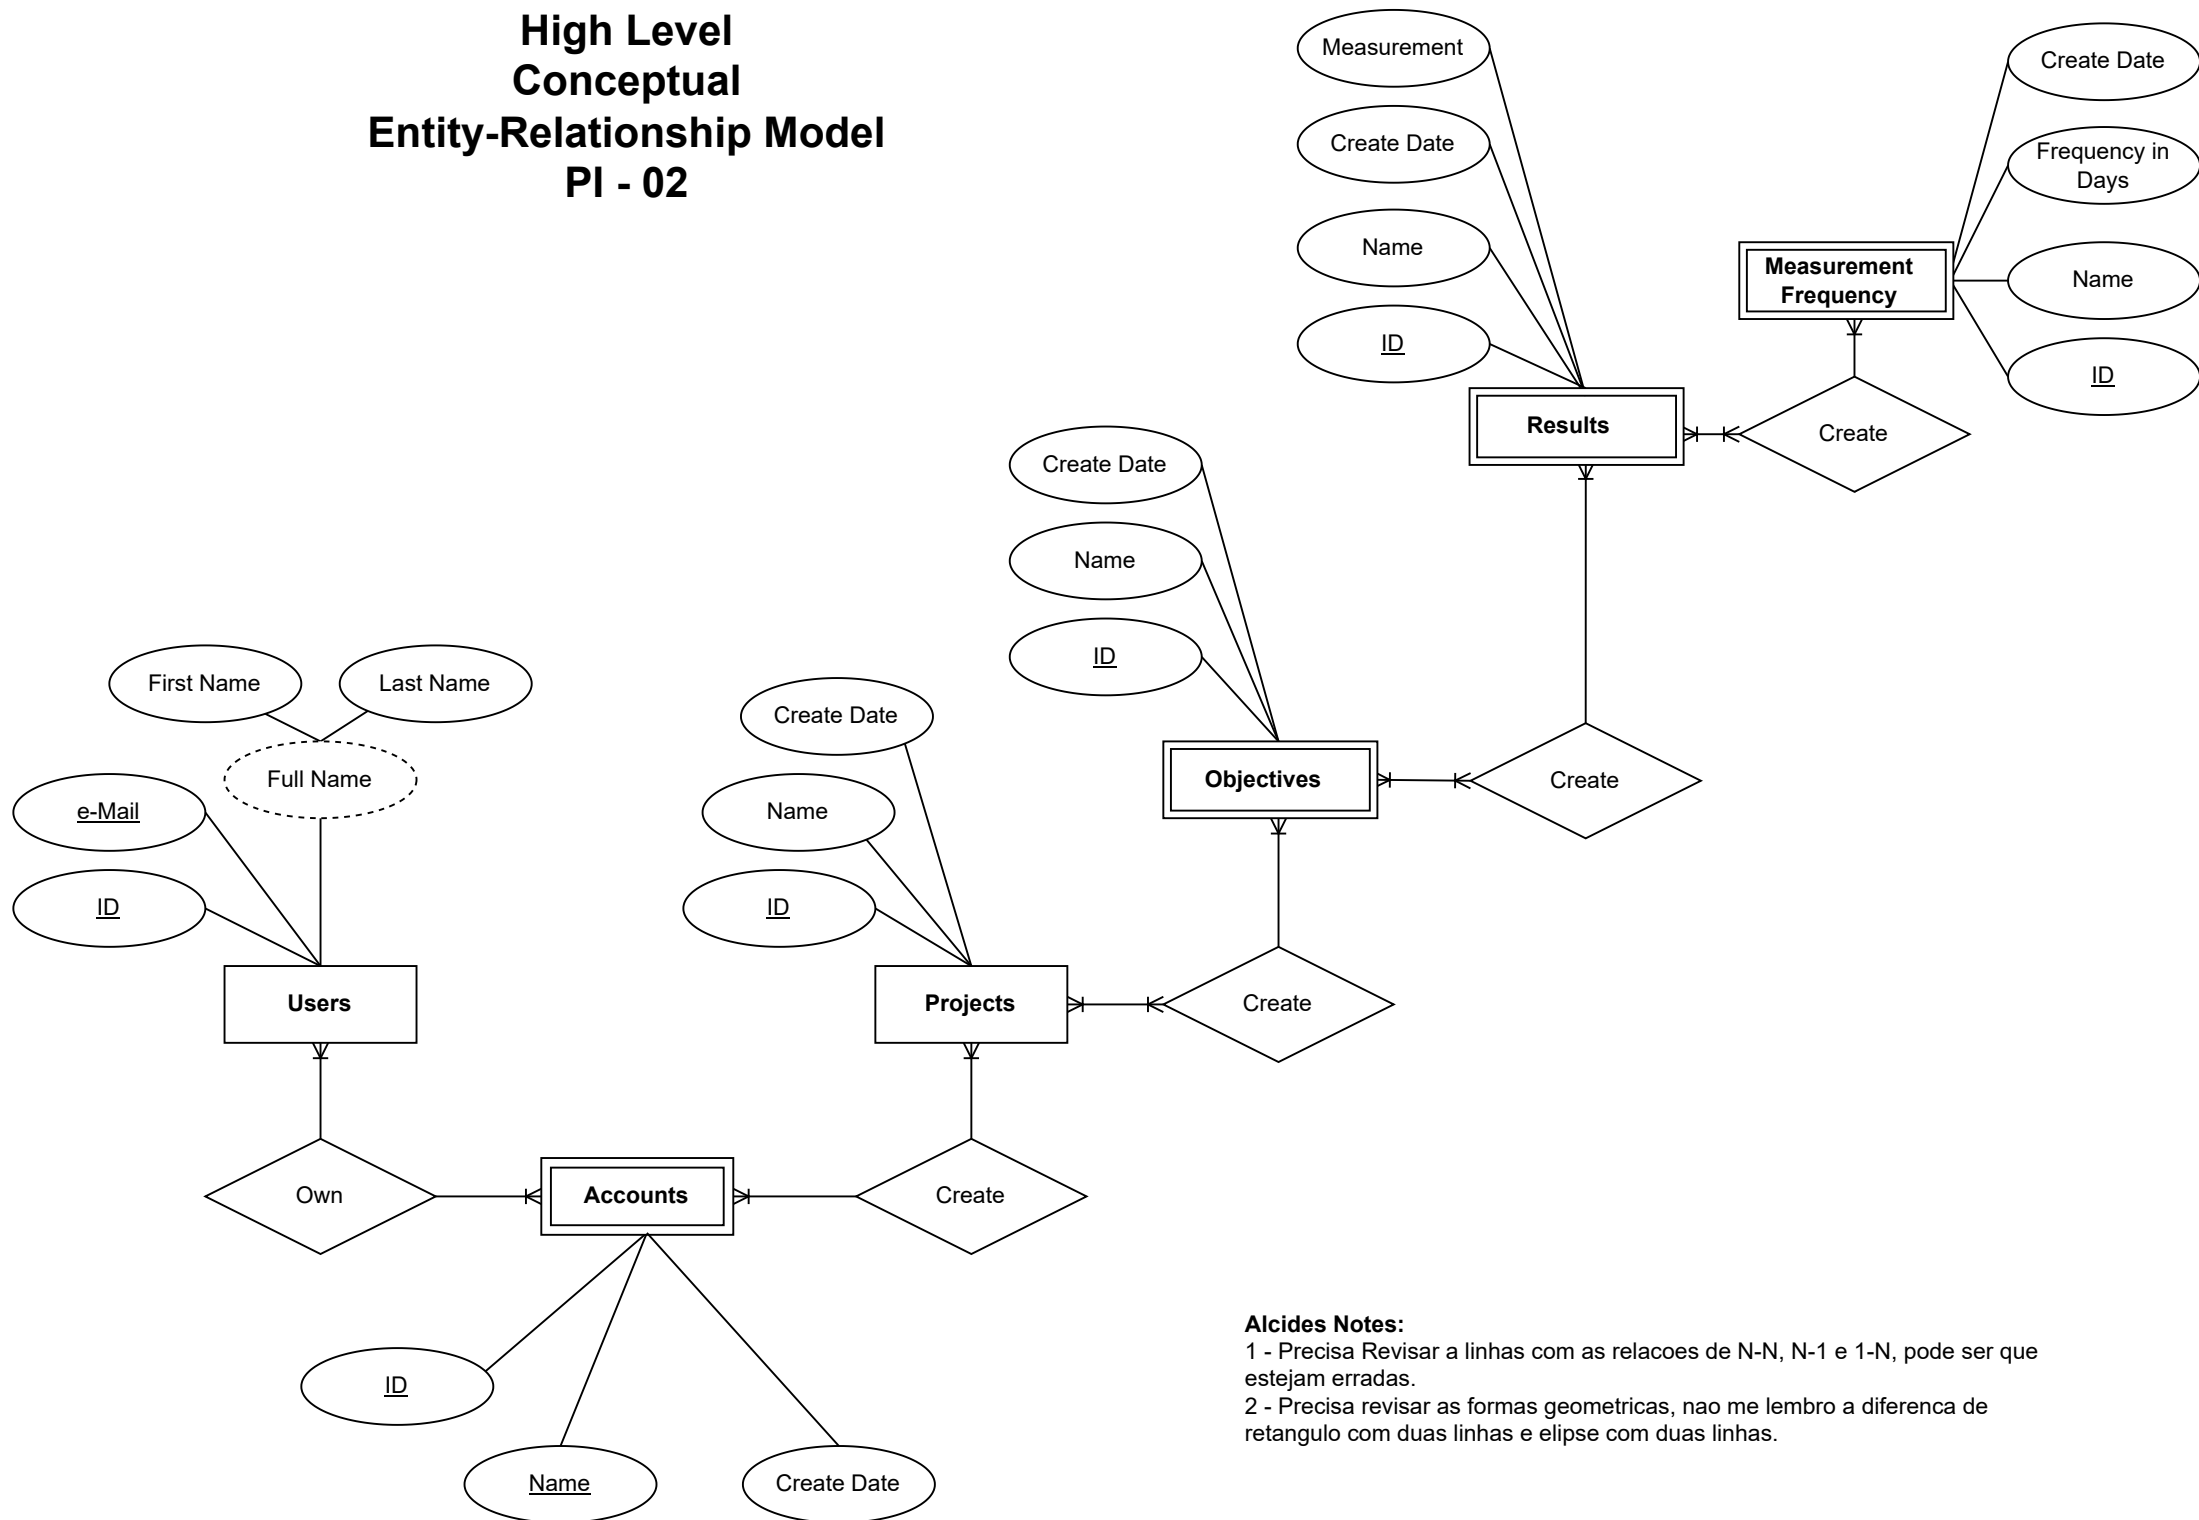 High Level
Conceptual
Entity-Relationship Model
PI - 02
Measurement
Create Date
Name
ID
Create Date
Frequency in
Days
Name
ID
Measurement
Frequency
Results
Create
Create Date
Name
ID
Objectives
Create
First Name
Last Name
Full Name
e-Mail
ID
Users
Create Date
Name
ID
Projects
Create
Own
Accounts
Create
ID
Name
Create Date
Alcides Notes:
1 - Precisa Revisar a linhas com as relacoes de N-N, N-1 e 1-N, pode ser que
estejam erradas.
2 - Precisa revisar as formas geometricas, nao me lembro a diferenca de
retangulo com duas linhas e elipse com duas linhas.